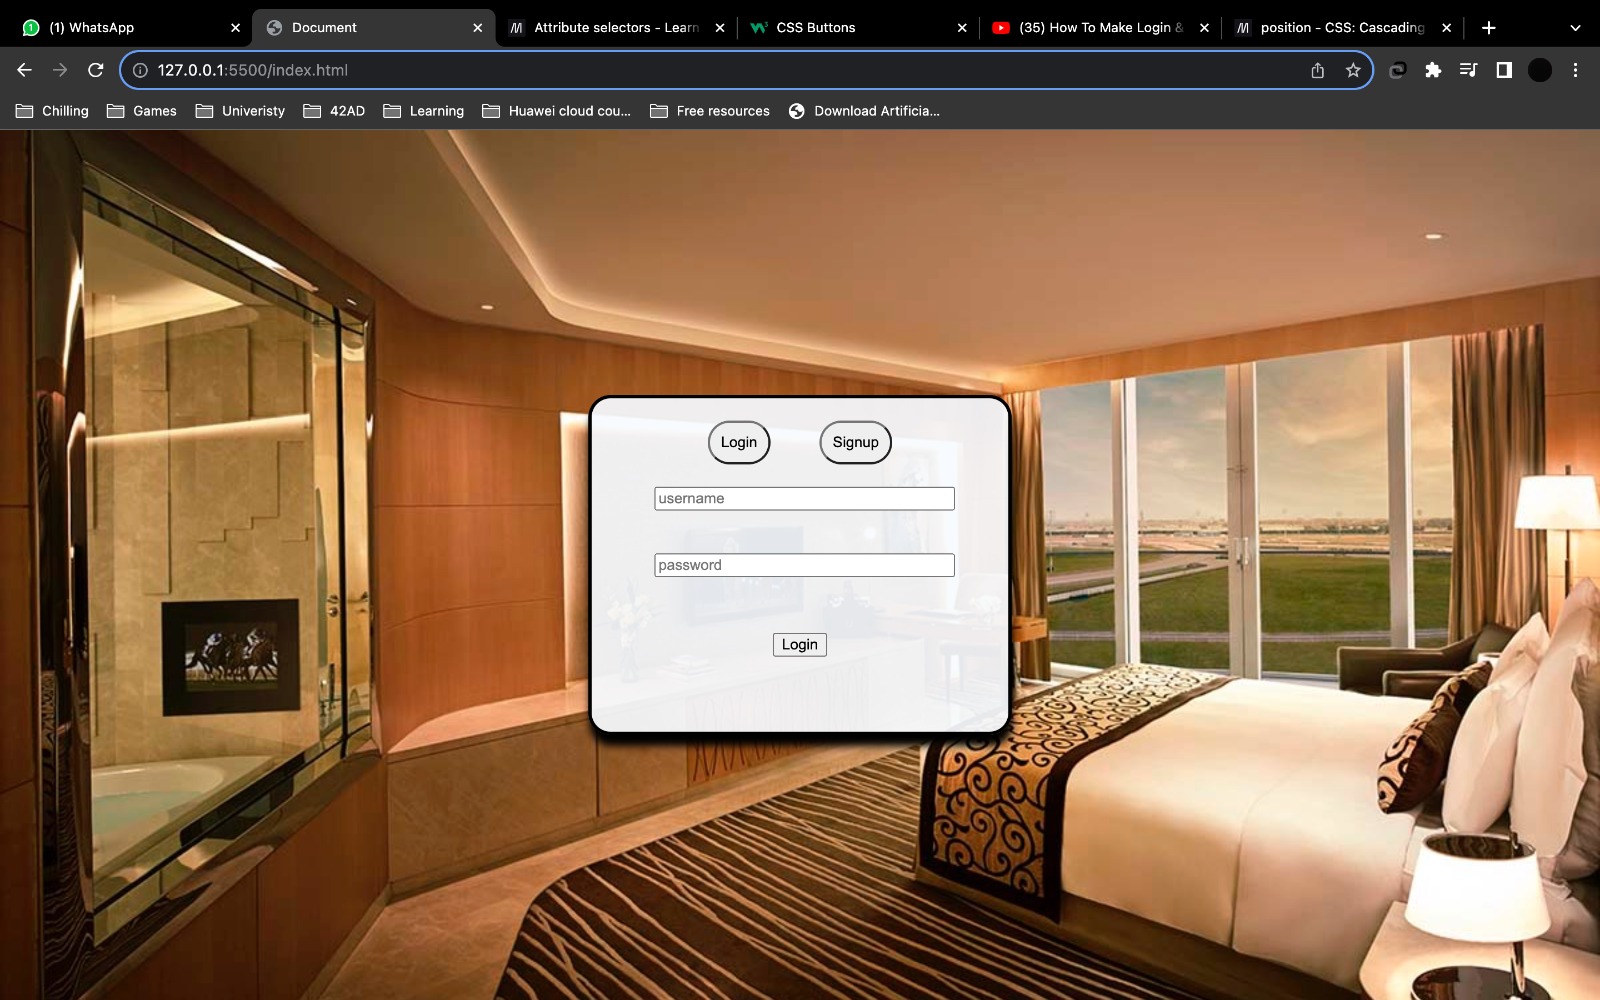 (1) WhatsApp
Document
Attribute selectors - Learn
CSS Buttons
(35) How To Make Login &
position - CSS: Cascading
127.0.0.1:5500/index.html
Chilling
Games
Univeristy
42AD
Learning
Huawei cloud cou...
Free resources
Download Artificia...
Login
Signup
username
password
Login